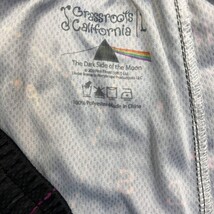 Grassroots
California
L
The Dark Side of the Moon
100% Polyester Made in China